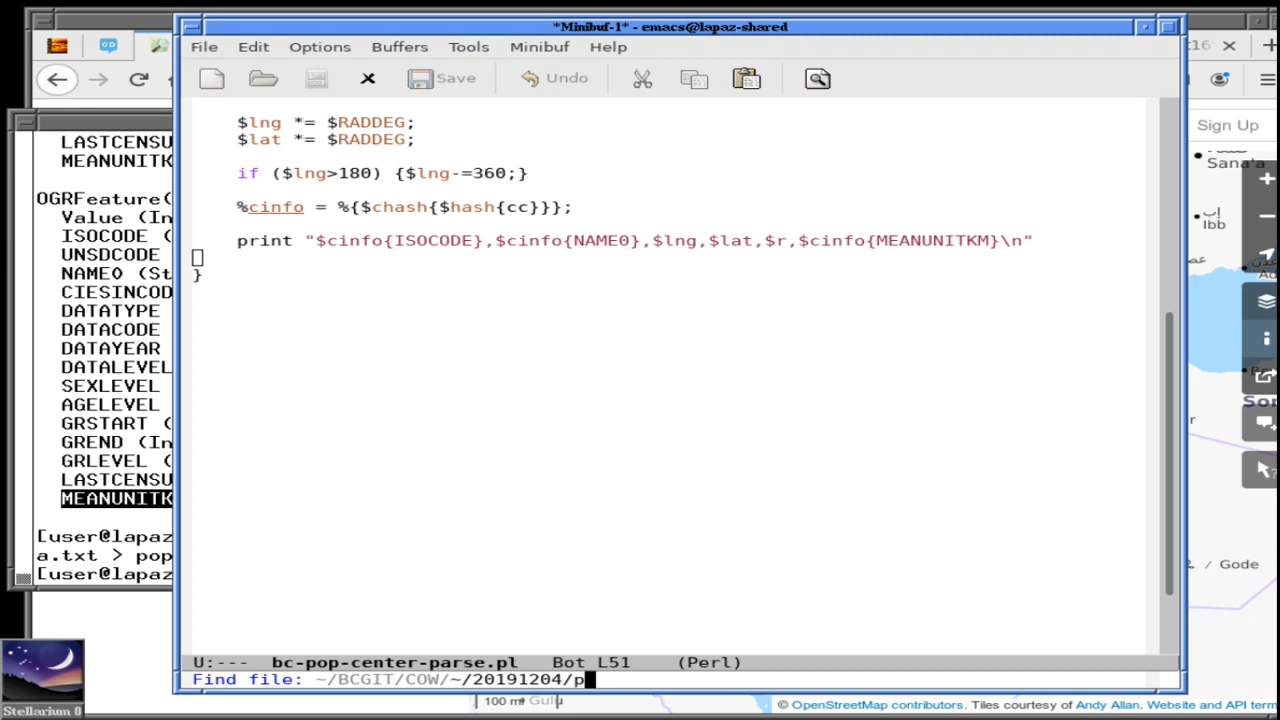 *Minibuf-1* - emacs@lapaz-shared
File Edit Options Buffers Tools Minibuf Help
Save Undo
$lng *= $RADDEG;
$lat *= $RADDEG;
if ($lng>180) {$lng-=360;}
%cinfo = %{$chash{$hash{cc}}};
print "$cinfo{ISOCODE},$cinfo{NAME0},$lng,$lat,$r,$cinfo{MEANUNITKM}\n"
}
U:--- bc-pop-center-parse.pl Bot L51 (Perl)
Find file: ~/BCGIT/COW/~/20191204/p
LASTCENSU
MEANUNITK
OGRFeature(
Value (In
ISOCODE (
UNSDCODE
NAME0 (St
CIESINCOD
DATATYPE
DATACODE
DATAYEAR
DATALEVEL
SEXLEVEL
AGELEVEL
GRSTART (
GREND (In
GRLEVEL (
LASTCENSU
MEANUNITK
[user@lapaz
a.txt > pop
[user@lapaz
Stellarium 0
Sign Up
Sana'a
إب
Ibb
Gode
100 m
© OpenStreetMap contributors. Tiles courtesy of Andy Allan. Website and API term